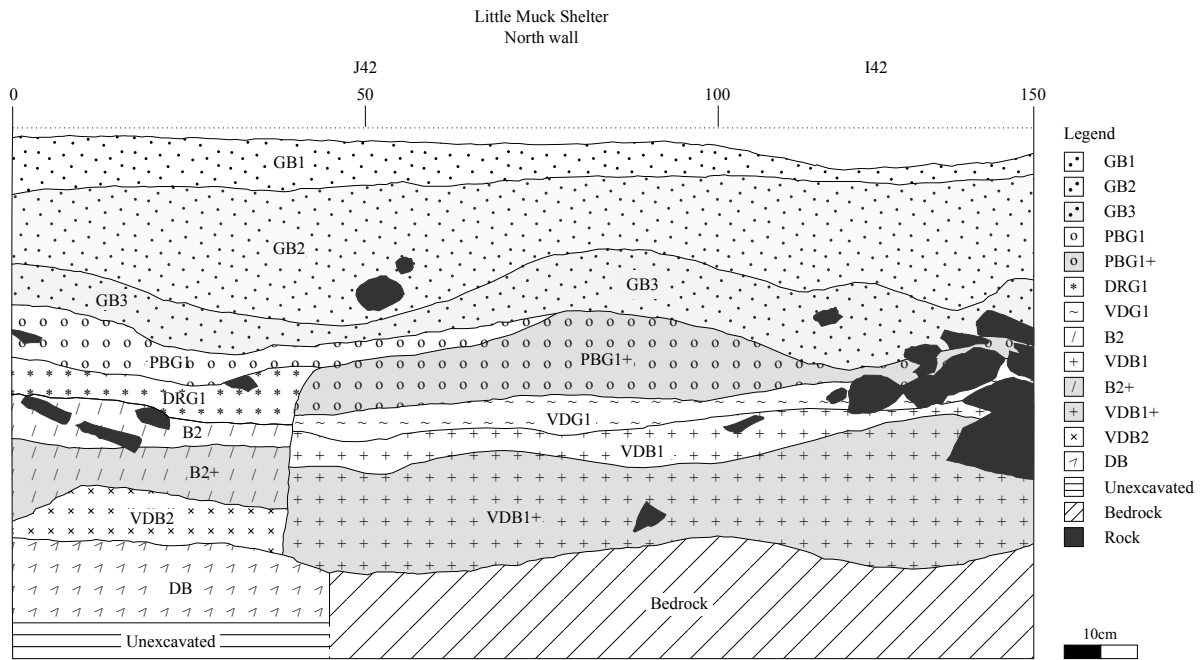 Little Muck Shelter
North wall
J42
I42
0
50
100
150
GB1
GB2
GB3
GB3
PBG1
PBG1+
DRG1
VDG1
B2
VDB1
B2+
VDB2
VDB1+
DB
Bedrock
Unexcavated
Legend
GB1
GB2
GB3
o PBG1
o PBG1+
* DRG1
~ VDG1
/ B2
+ VDB1
/ B2+
+ VDB1+
× VDB2
DB
Unexcavated
Bedrock
Rock
10cm